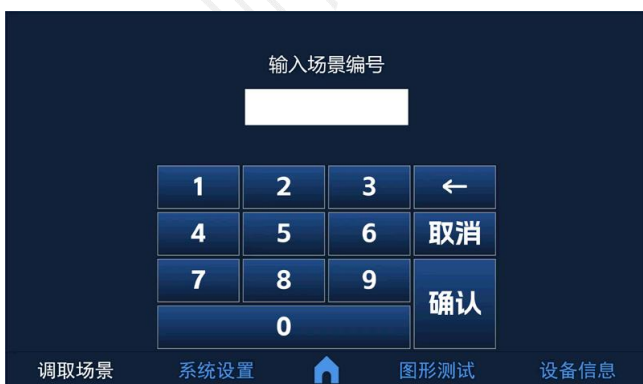 输入场景编号
1 2 3 ←
4 5 6 取消
7 8 9 确认
0
调取场景 系统设置 图形测试 设备信息